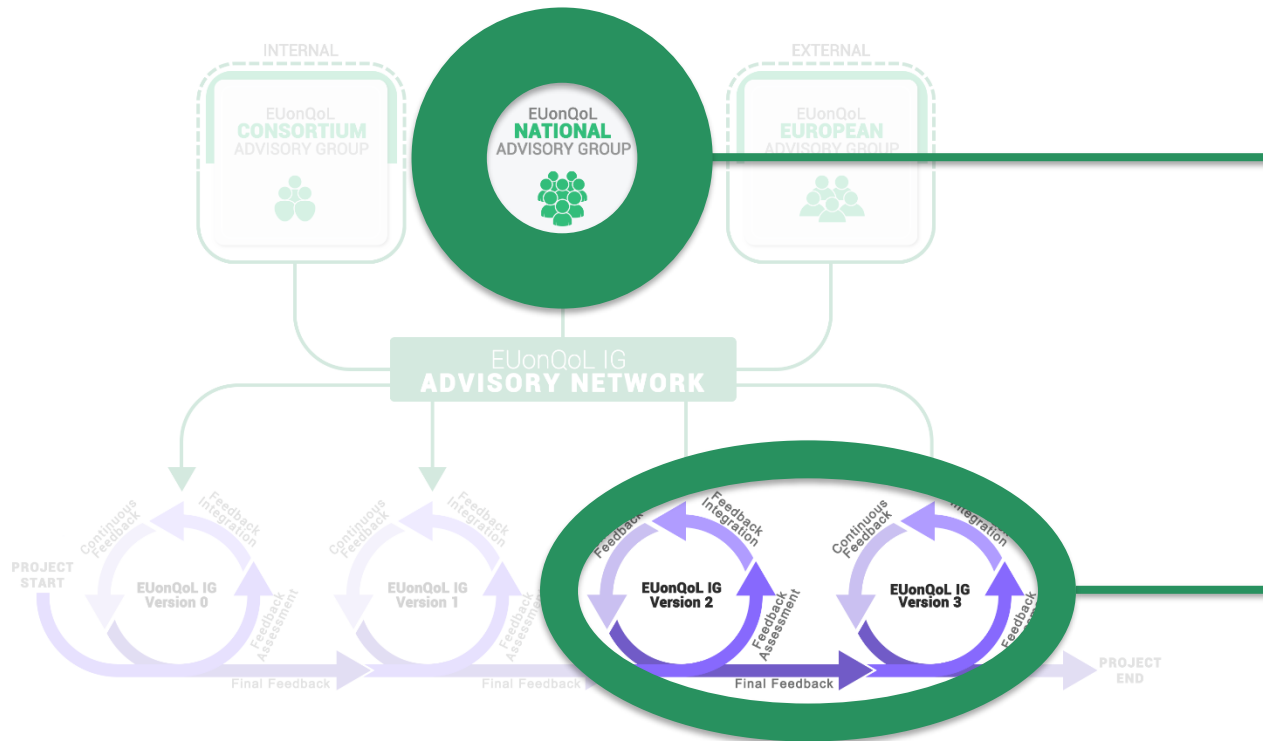 INTERNAL
EXTERNAL
EUonQoL
CONSORTIUM
ADVISORY GROUP
EUonQoL
NATIONAL
ADVISORY GROUP
EUonQoL
EUROPEAN
ADVISORY GROUP
EUonQoL IG
ADVISORY NETWORK
PROJECT
START
Continuous
Feedback
Feedback
Integration
EUonQoL IG
Version 0
Feedback
Assessment
Final Feedback
Continuous
Feedback
Feedback
Integration
EUonQoL IG
Version 1
Feedback
Assessment
Final Feedback
Feedback
Feedback
Integration
EUonQoL IG
Version 2
Feedback
Assessment
Final Feedback
Continuous
Feedback
Integration
EUonQoL IG
Version 3
Feedback
PROJECT
END